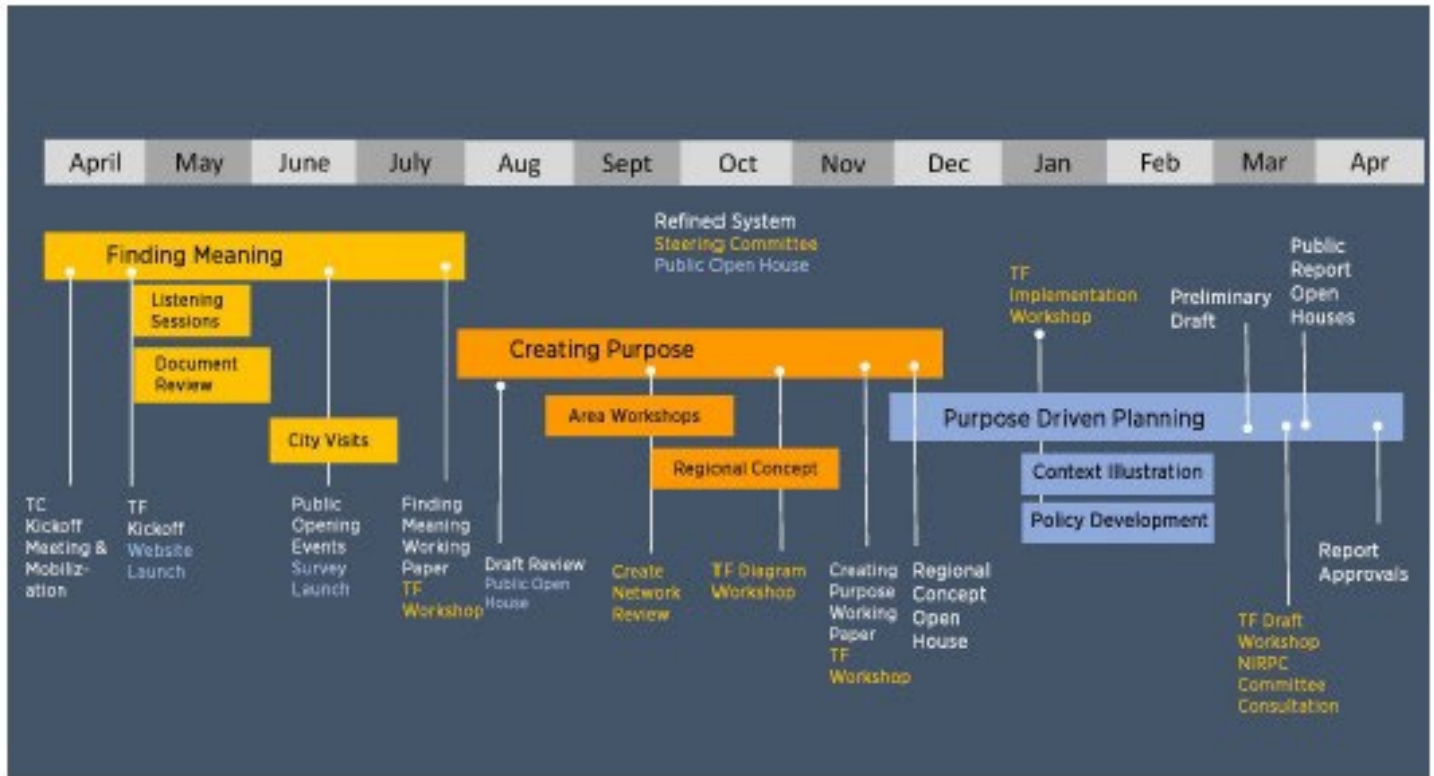 April May June July Aug Sept Oct Nov Dec Jan Feb Mar Apr
Refined System
Steering Committee
Public Open House
Finding Meaning
Listening
Sessions
Document
Review
City Visits
TC
Kickoff
Meeting &
Mobiliz-
ation
TF
Kickoff
Website
Launch
Public
Opening
Events
Survey
Launch
Finding
Meaning
Working
Paper
TF
Workshop
Creating Purpose
Area Workshops
Regional Concept
Draft Review
Public Open
House
Create
Network
Review
TF Diagram
Workshop
Creating
Purpose
Working
Paper
TF
Workshop
Regional
Concept
Open
House
TF
Implementation
Workshop
Preliminary
Draft
Public
Report
Open
Houses
Purpose Driven Planning
Context Illustration
Policy Development
TF Draft
Workshop
NIRPC
Committee
Consultation
Report
Approvals